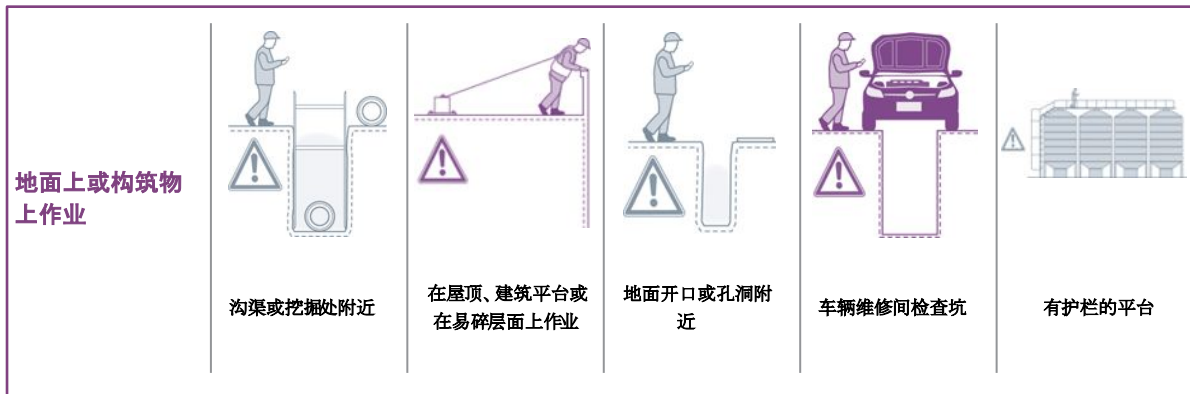 地面上或构筑物
上作业
沟渠或挖掘处附近
在屋顶、建筑平台或
在易碎层面上作业
地面开口或孔洞附
近
车辆维修间检查坑
有护栏的平台